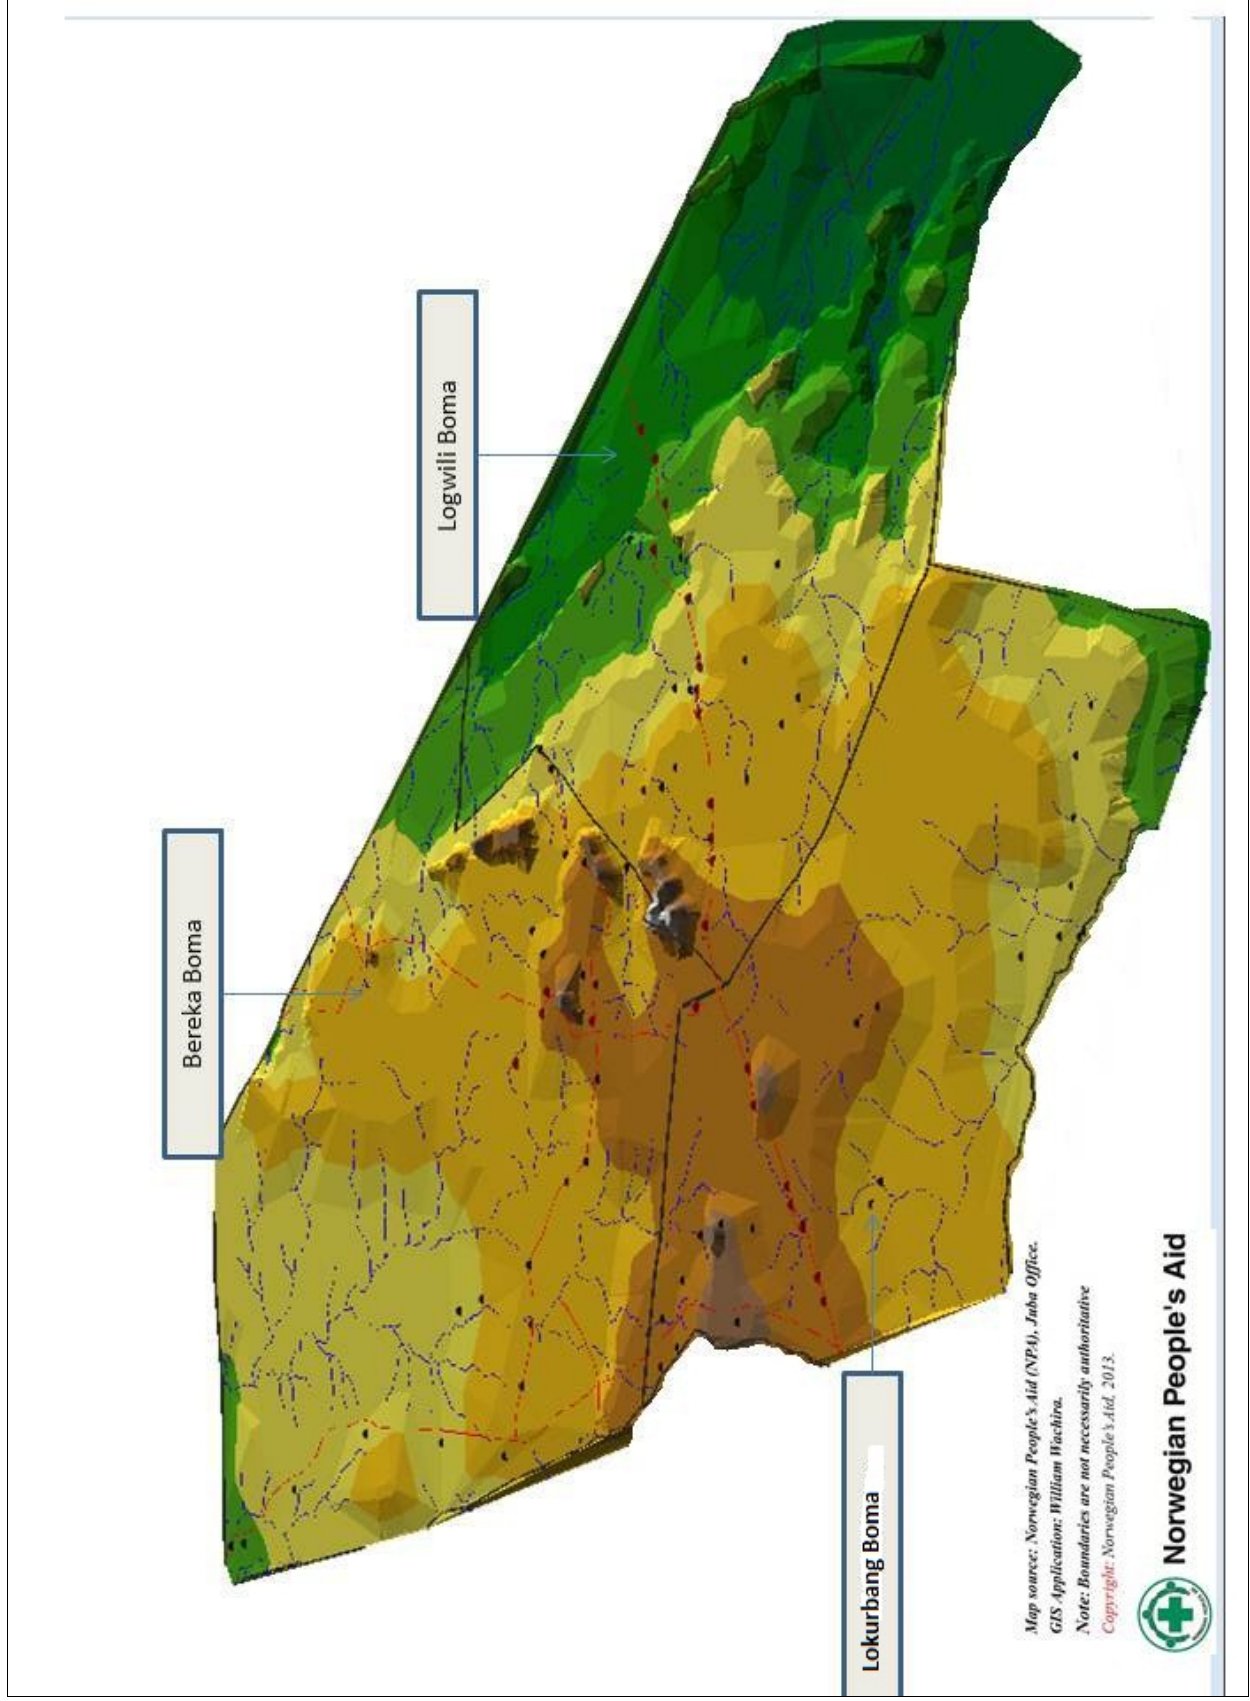 Logwili Boma
Bereka Boma
Lokurbang Boma
Map source: Norwegian People's Aid (NPA), Juba Office.
GIS Application: William Wachira.
Note: Boundaries are not necessarily authoritative
Copyright: Norwegian People's Aid, 2013.
Norwegian People's Aid